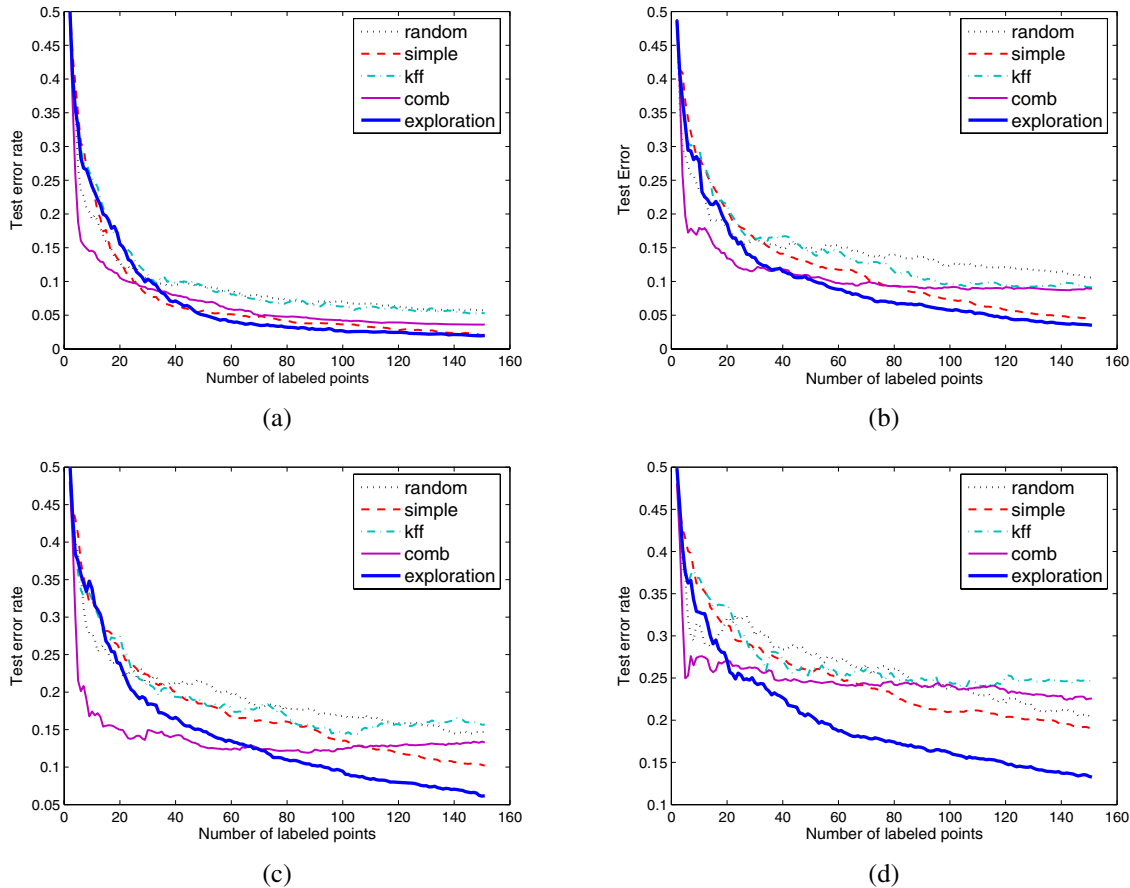 0.5
0.45
0.4
0.35
0.3
0.25
0.2
0.15
0.1
0.05
0
Test error rate
0 20 40 60 80 100 120 140 160
Number of labeled points
random
simple
kff
comb
exploration
(a)
0.5
0.45
0.4
0.35
0.3
0.25
0.2
0.15
0.1
0.05
0
Test Error
0 20 40 60 80 100 120 140 160
Number of labeled points
random
simple
kff
comb
exploration
(b)
0.5
0.45
0.4
0.35
0.3
0.25
0.2
0.15
0.1
0.05
Test error rate
0 20 40 60 80 100 120 140 160
Number of labeled points
random
simple
kff
comb
exploration
(c)
0.5
0.45
0.4
0.35
0.3
0.25
0.2
0.15
0.1
Test error rate
0 20 40 60 80 100 120 140 160
Number of labeled points
random
simple
kff
comb
exploration
(d)